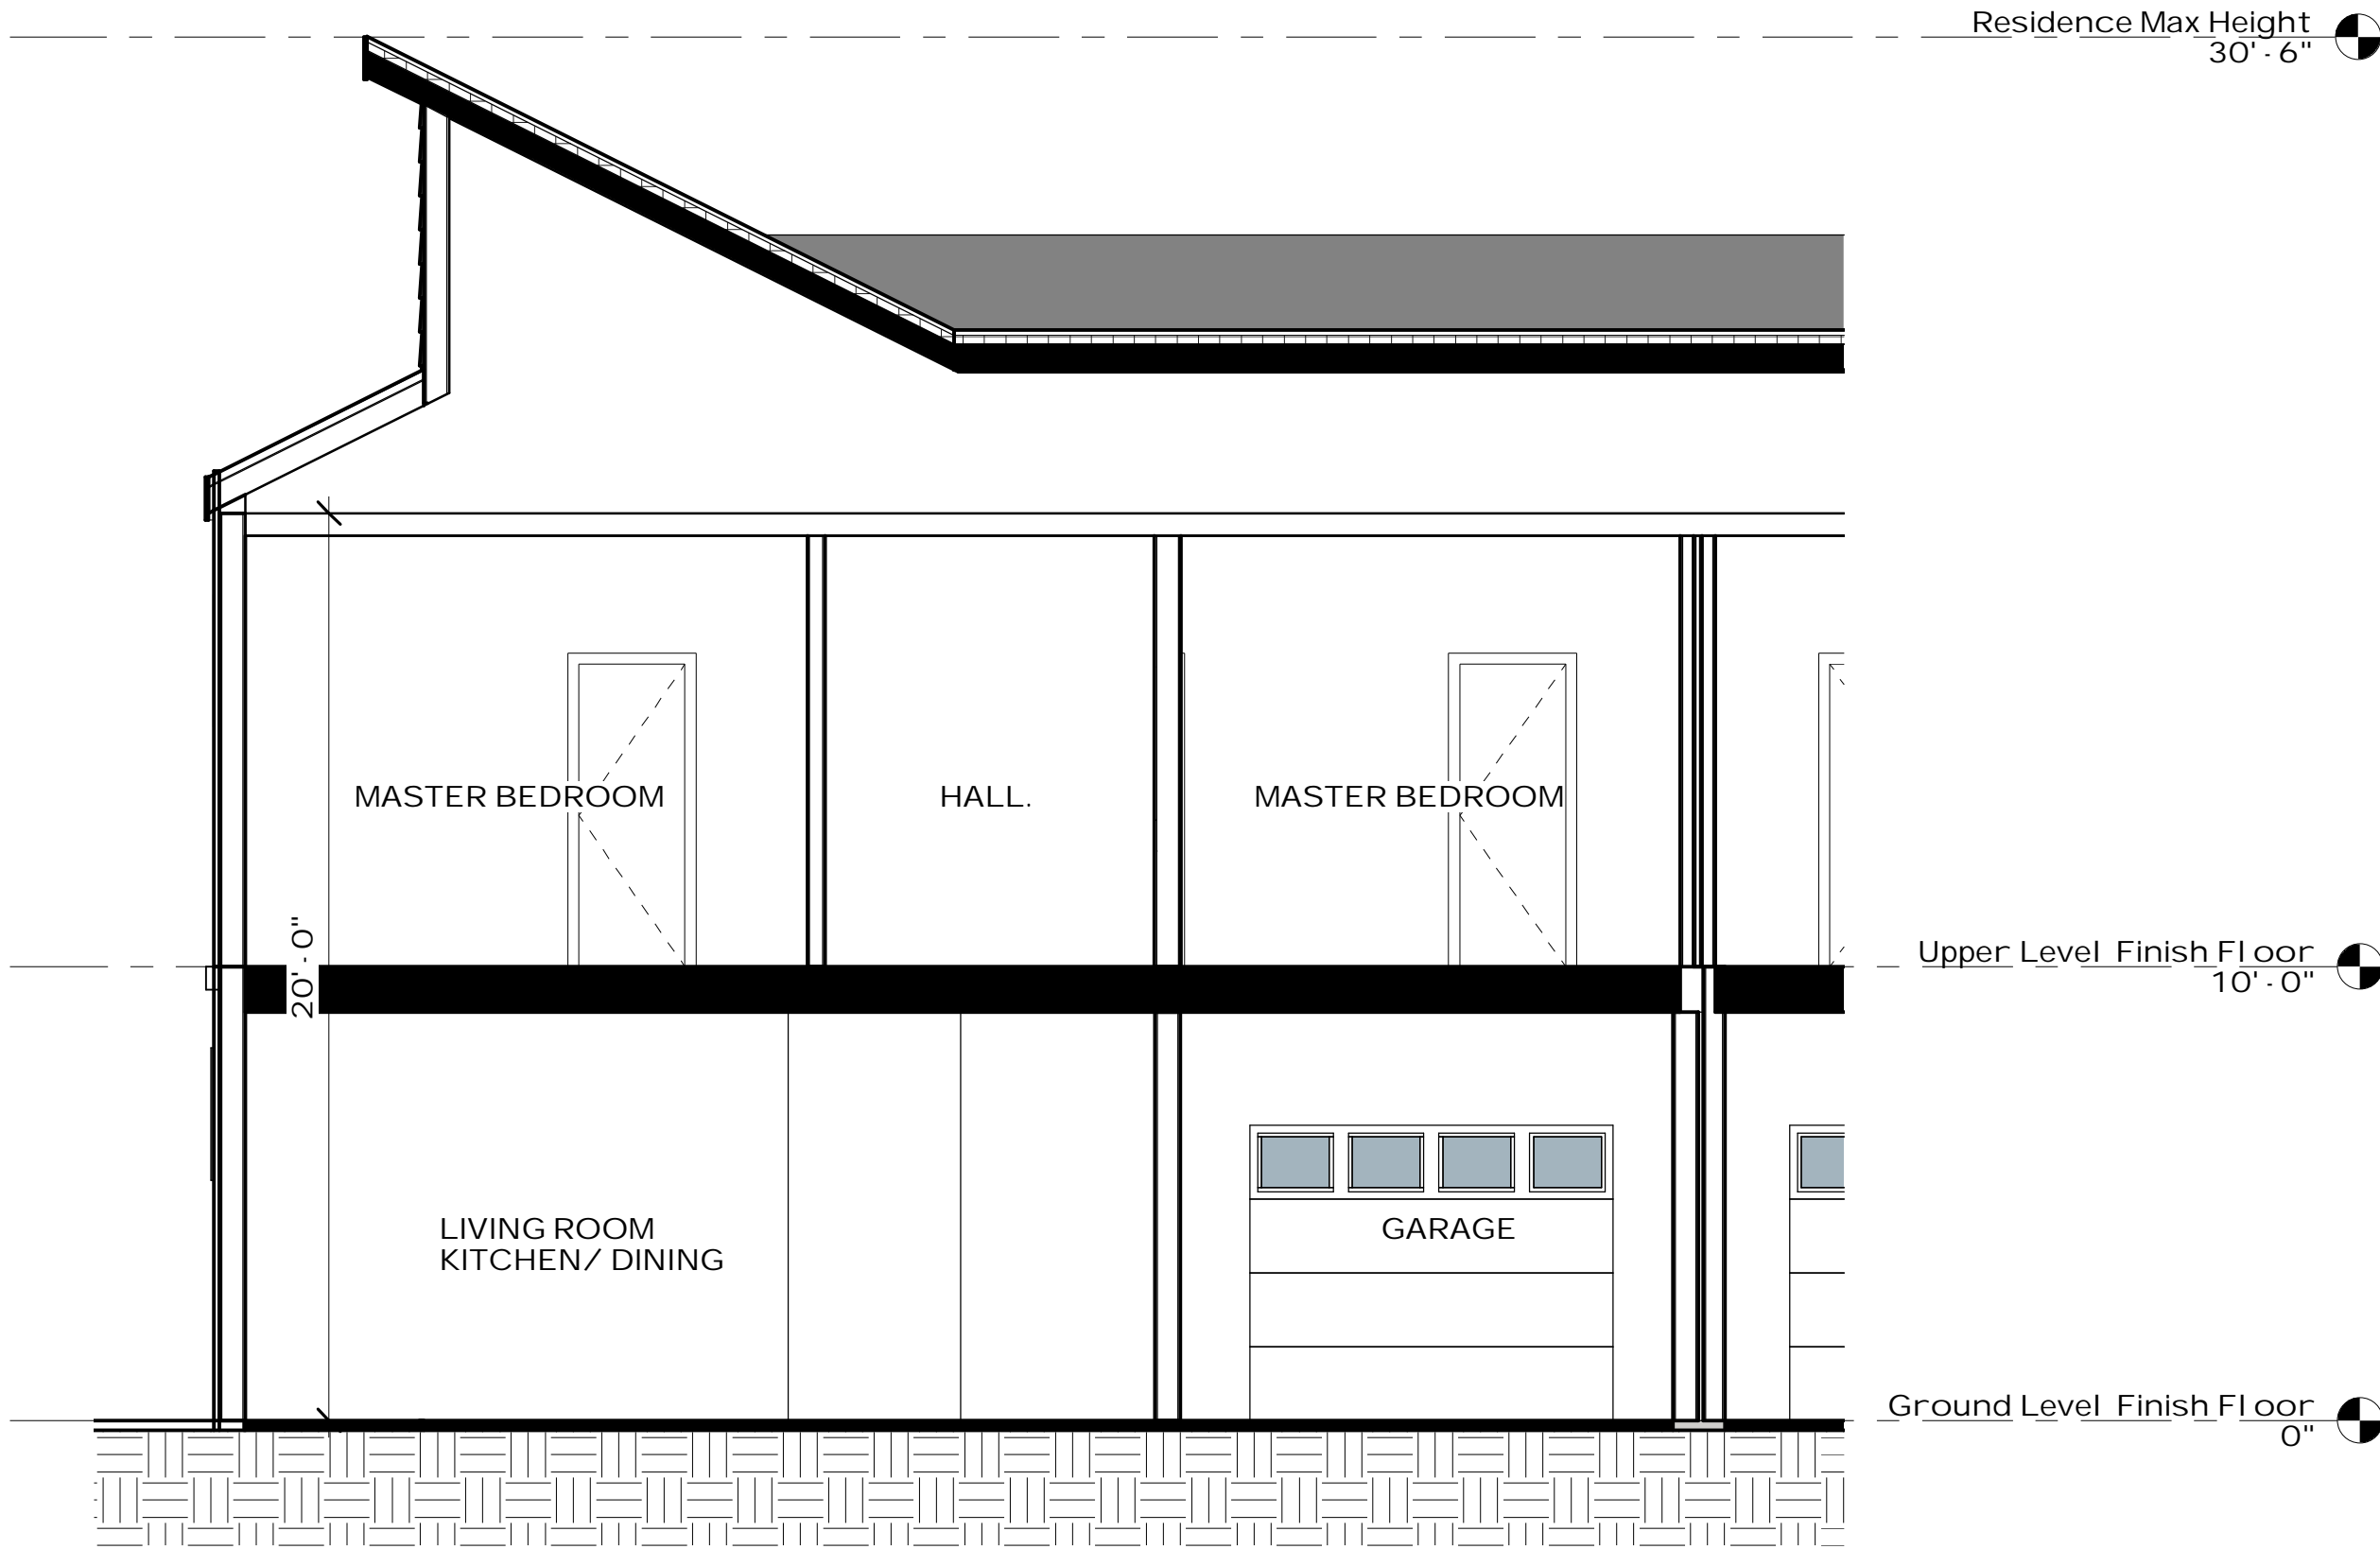 Residence Max Height
30' - 6"
MASTER BEDROOM
HALL.
MASTER BEDROOM
20' - 0"
Upper Level Finish Floor
10' - 0"
LIVING ROOM
KITCHEN/ DINING
GARAGE
Ground Level Finish Floor
0"